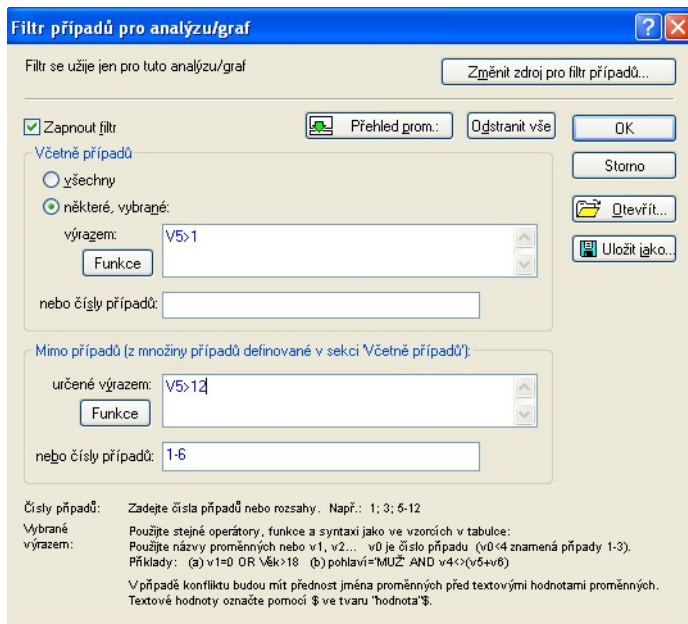 Filtr případů pro analýzu/graf
Filtr se užije jen pro tuto analýzu/graf
Změnit zdroj pro filtr případů...
Zapnout filtr
Přehled prom.:
Odstranit vše
OK
Včetně případů
Storno
všechny
některé, vybrané:
Otevřít...
výrazem:
V5>1
Funkce
Uložit jako...
nebo čísly případů:
Mimo případů (z množiny případů definované v sekci 'Včetně případů'):
určené výrazem:
V5>12
Funkce
nebo čísly případů:
1-6
Čísly případů: Zadejte čísla případů nebo rozsahy. Např.: 1; 3; 5-12
Vybrané výrazem: Použijte stejné operátory, funkce a syntaxi jako ve vzorcích v tabulce:
Použijte názvy proměnných nebo v1, v2... v0 je číslo případu (v0<4 znamená případy 1-3).
Příklady: (a) v1=0 OR Věk>18 (b) pohlaví='MUŽ' AND v4<>(v5+v6)
V případě konfliktu budou mít přednost jména proměnných před textovými hodnotami proměnných.
Textové hodnoty označte pomocí $ ve tvaru "hodnota"$.